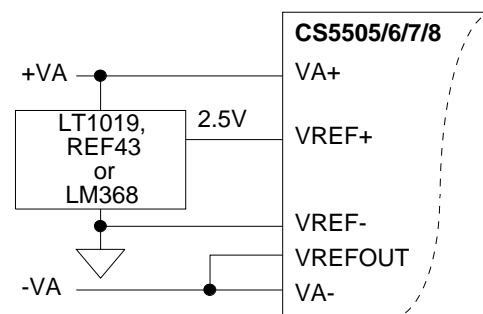 CS5505/6/7/8
+VA
VA+
LT1019,
REF43
or
LM368
2.5V
VREF+
VREF-
VREFOUT
-VA
VA-